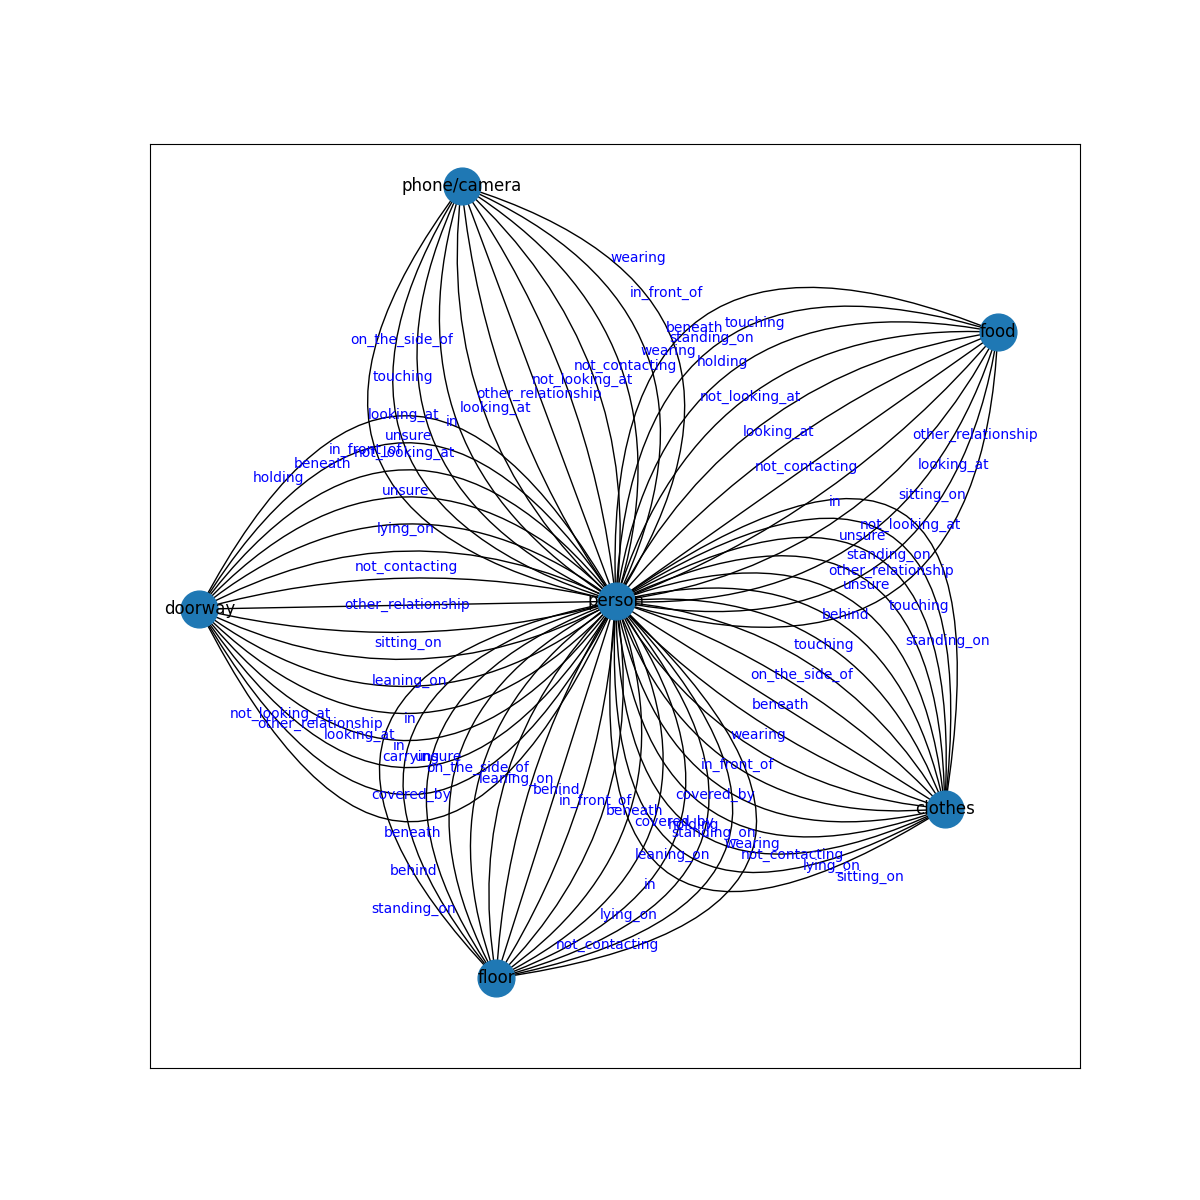 phone/camera
wearing
in_front_of
beneath
touching
food
standing_on
on_the_side_of
wearing
holding
not_contacting
touching
not_looking_at
other_relationship
not_looking_at
looking_at
looking_at
in
looking_at
unsure
other_relationship
in_front_of
not_looking_at
beneath
looking_at
not_contacting
holding
unsure
sitting_on
in
lying_on
not_looking_at
unsure
standing_on
not_contacting
other_relationship
unsure
person
doorway
other_relationship
touching
behind
sitting_on
standing_on
touching
leaning_on
on_the_side_of
beneath
not_looking_at
in
other_relationship
looking_at
wearing
in
carrying
unsure
on_the_side_of
in_front_of
leaning_on
behind
covered_by
in_front_of
covered_by
beneath
clothes
covered_by
holding
beneath
standing_on
wearing
leaning_on
not_contacting
lying_on
behind
sitting_on
in
standing_on
lying_on
not_contacting
floor